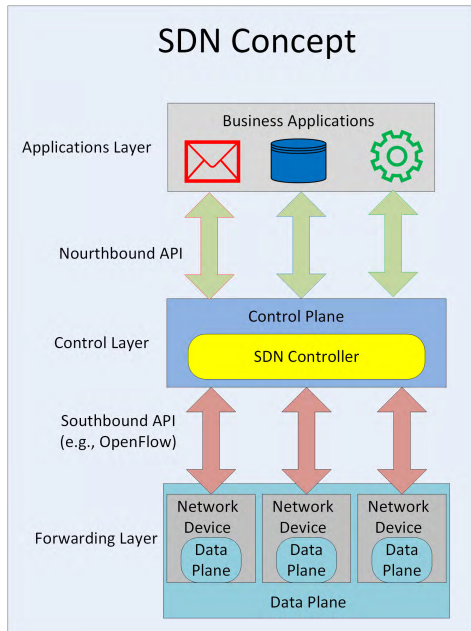 SDN Concept
Business Applications
Applications Layer
Nourthbound API
Control Plane
Control Layer
SDN Controller
Southbound API
(e.g., OpenFlow)
Network
Device
Data
Plane
Network
Device
Data
Plane
Network
Device
Data
Plane
Forwarding Layer
Data Plane